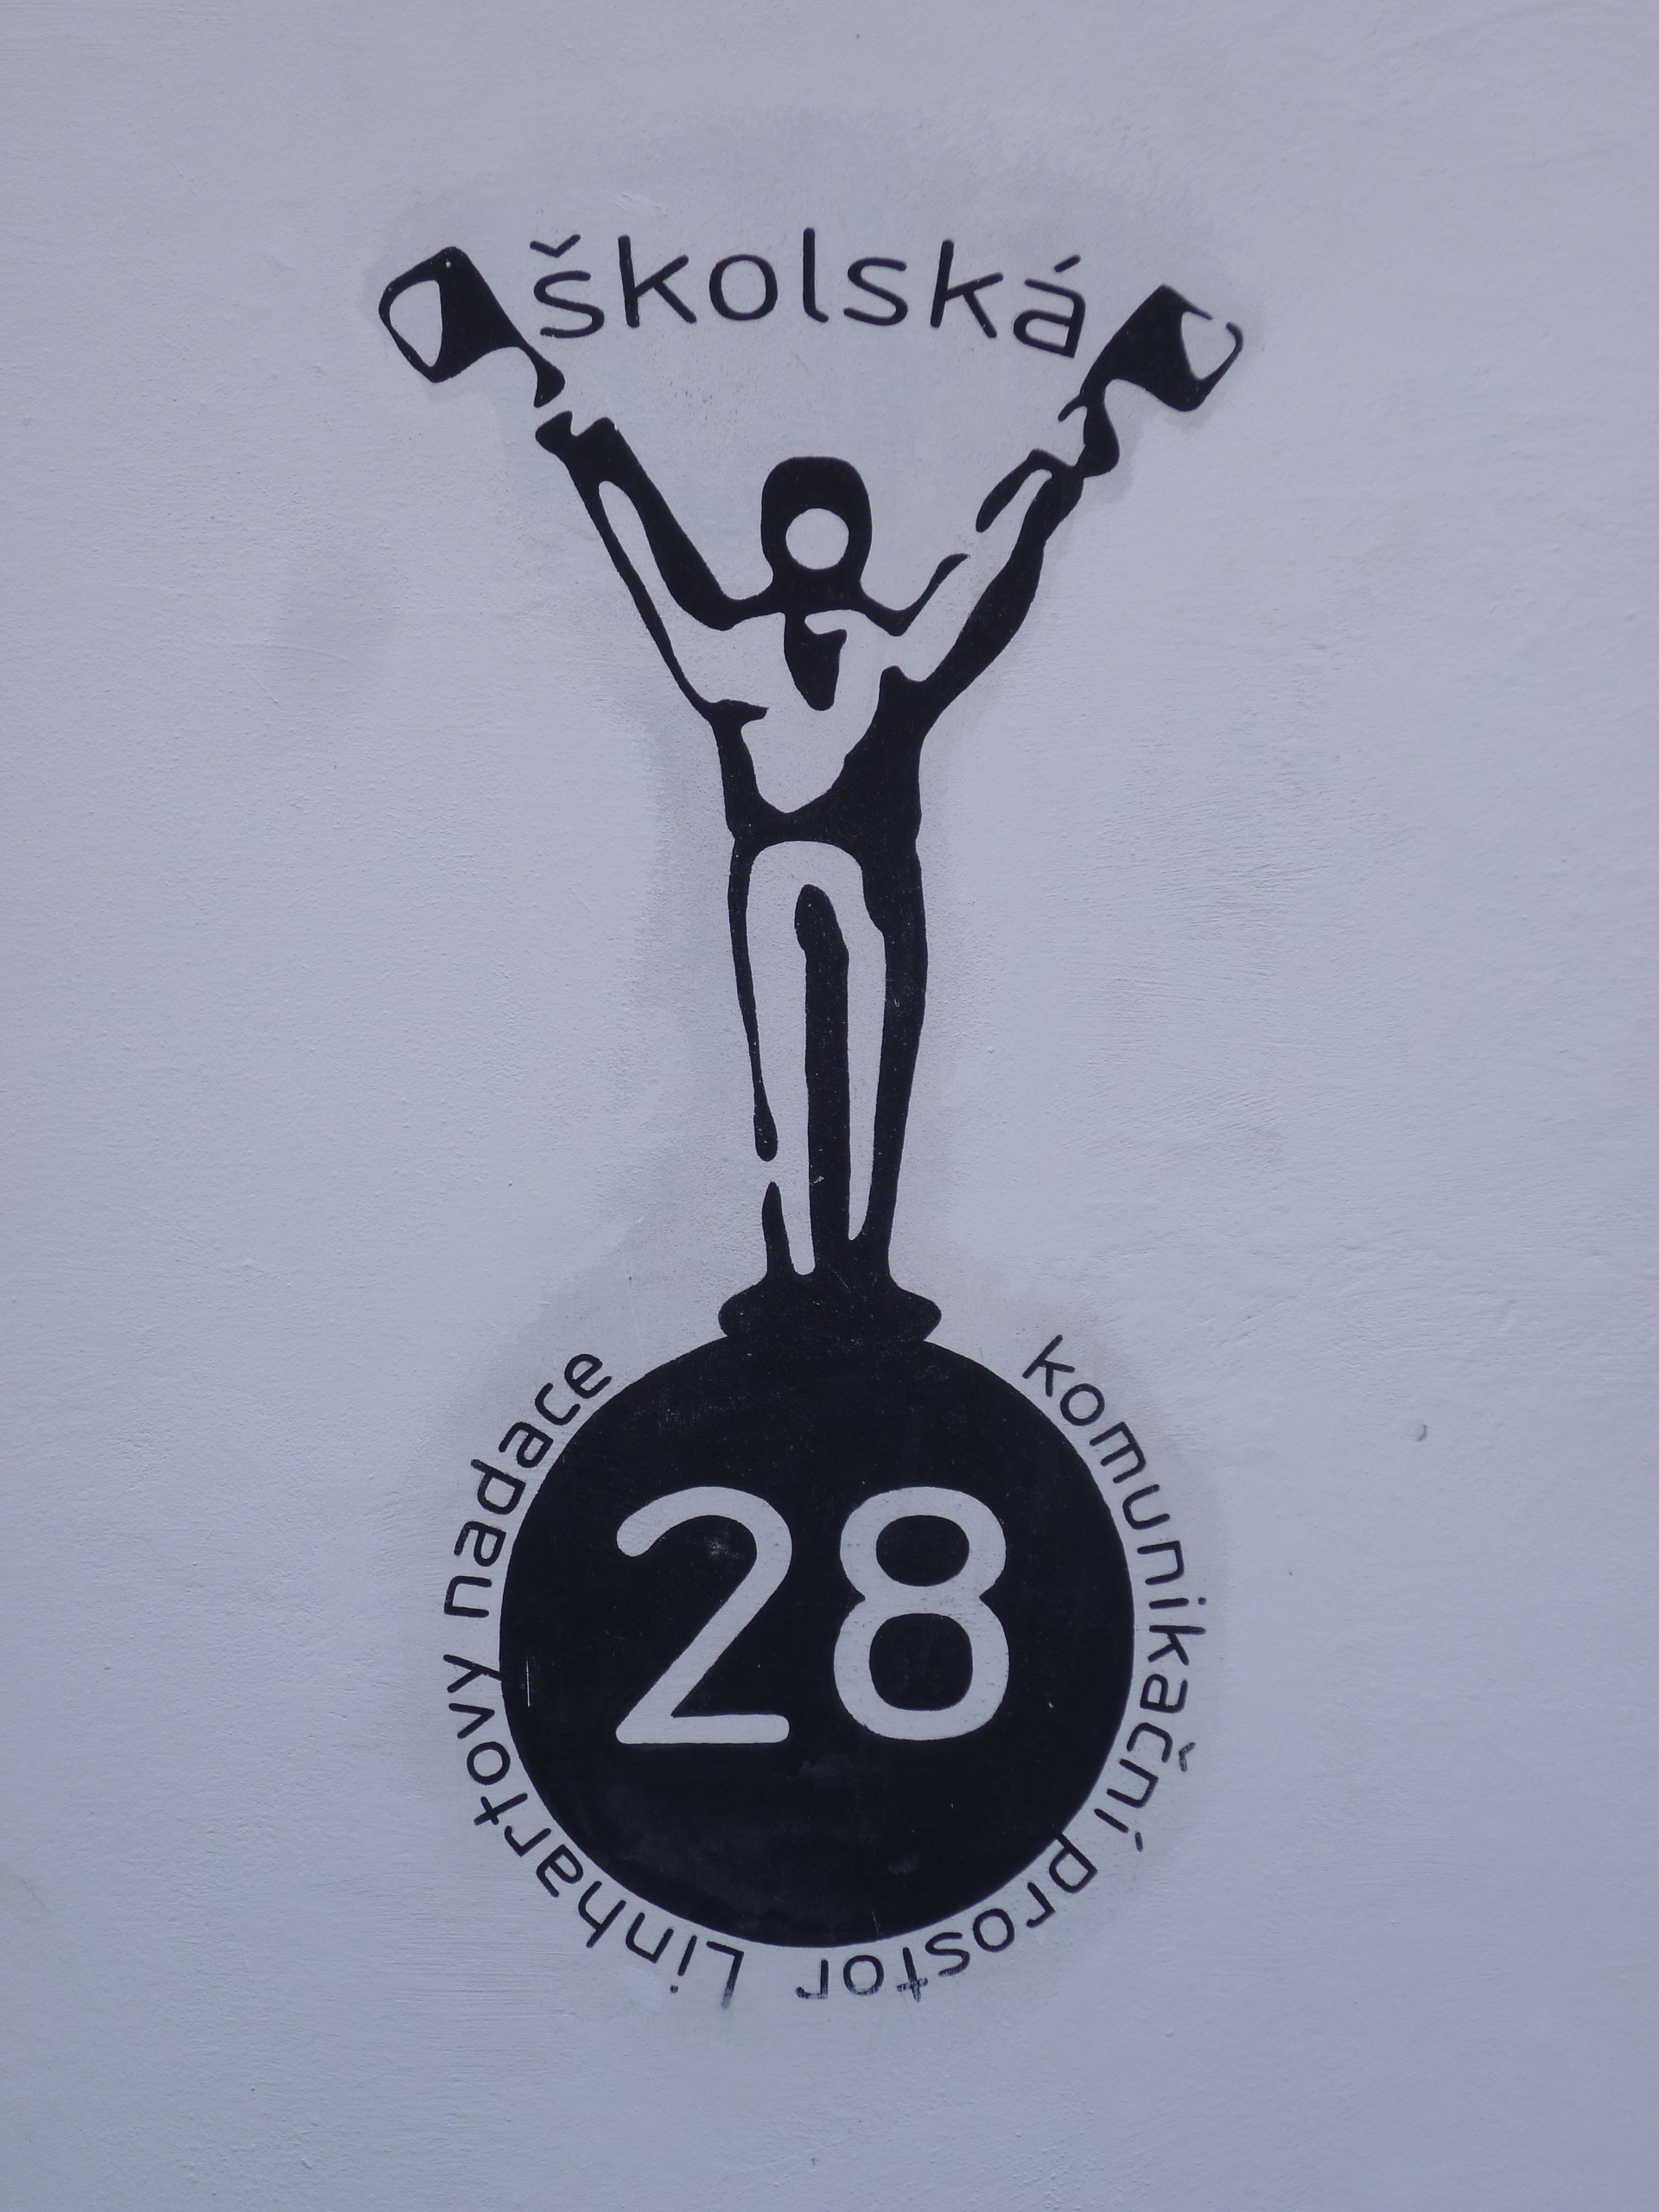 školská
28
komunikační prostor Linhartovy nadace